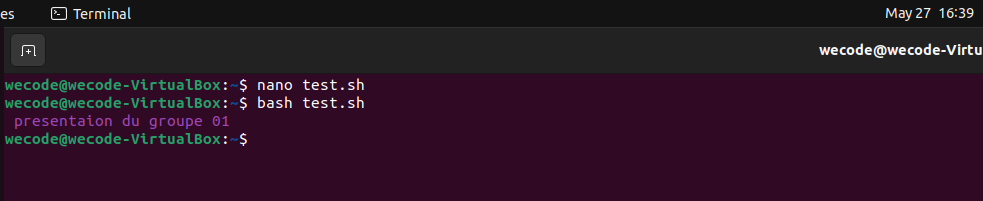 es Terminal May 27 16:39
wecode@wecode-Virtu
wecode@wecode-VirtualBox:~$ nano test.sh
wecode@wecode-VirtualBox:~$ bash test.sh
presentaion du groupe 01
wecode@wecode-VirtualBox:~$